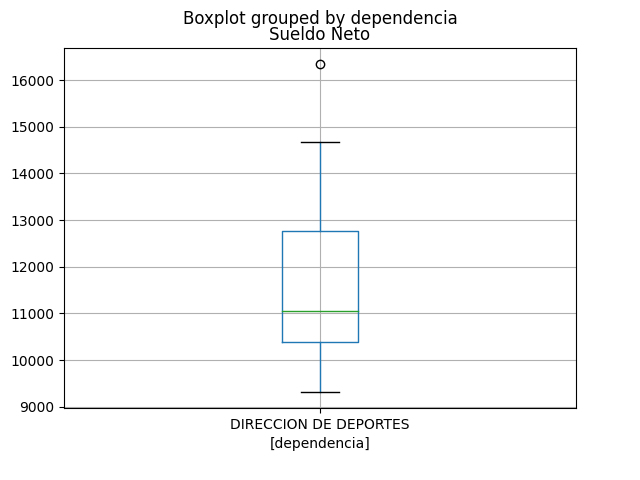 Boxplot grouped by dependencia
Sueldo Neto
16000
15000
14000
13000
12000
11000
10000
9000
DIRECCION DE DEPORTES
[dependencia]